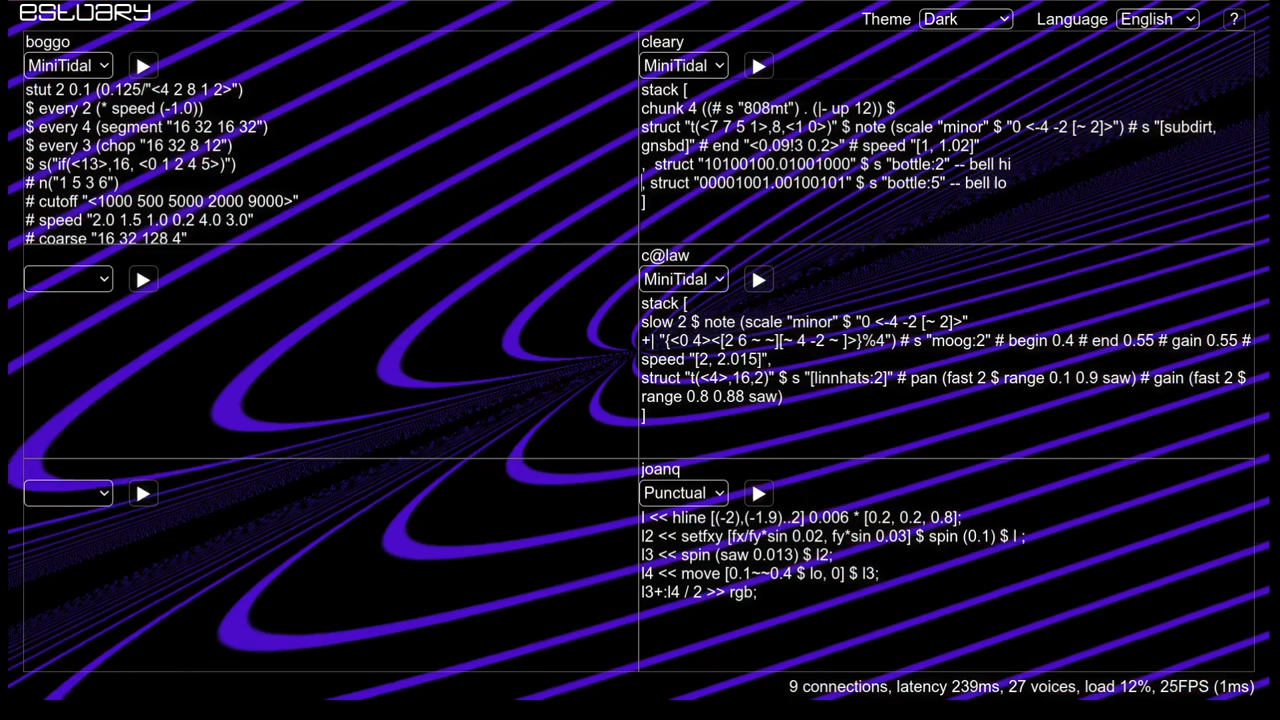 estuary
Theme Dark Language English ?
boggo
MiniTidal
stut 2 0.1 (0.125/"<4 2 8 1 2>")
$ every 2 (* speed (-1.0))
$ every 4 (segment "16 32 16 32")
$ every 3 (chop "16 32 8 12")
$ s("if(<13>,16, <0 1 2 4 5>)")
# n("1 5 3 6")
# cutoff "<1000 500 5000 2000 9000>"
# speed "2.0 1.5 1.0 0.2 4.0 3.0"
# coarse "16 32 128 4"
cleary
MiniTidal
stack [
chunk 4 ((# s "808mt") . (|- up 12)) $
struct "t(<7 7 5 1>,8,<1 0>)" $ note (scale "minor" $ "0 <-4 -2 [~ 2]>") # s "[subdirt,
gnsbd]" # end "<0.09!3 0.2>" # speed "[1, 1.02]"
, struct "10100100.01001000" $ s "bottle:2" -- bell hi
, struct "00001001.00100101" $ s "bottle:5" -- bell lo
]
c@law
MiniTidal
stack [
slow 2 $ note (scale "minor" $ "0 <-4 -2 [~ 2]>"
+| "{<0 4><[2 6 ~ ~][~ 4 -2 ~ ]>}%4") # s "moog:2" # begin 0.4 # end 0.55 # gain 0.55 #
speed "[2, 2.015]",
struct "t(<4>,16,2)" $ s "[linnhats:2]" # pan (fast 2 $ range 0.1 0.9 saw) # gain (fast 2 $
range 0.8 0.88 saw)
]
joanq
Punctual
l << hline [(-2),(-1.9)..2] 0.006 * [0.2, 0.2, 0.8];
l2 << setfxy [fx/fy*sin 0.02, fy*sin 0.03] $ spin (0.1) $ l ;
l3 << spin (saw 0.013) $ l2;
l4 << move [0.1~~0.4 $ lo, 0] $ l3;
l3+:l4 / 2 >> rgb;
9 connections, latency 239ms, 27 voices, load 12%, 25FPS (1ms)